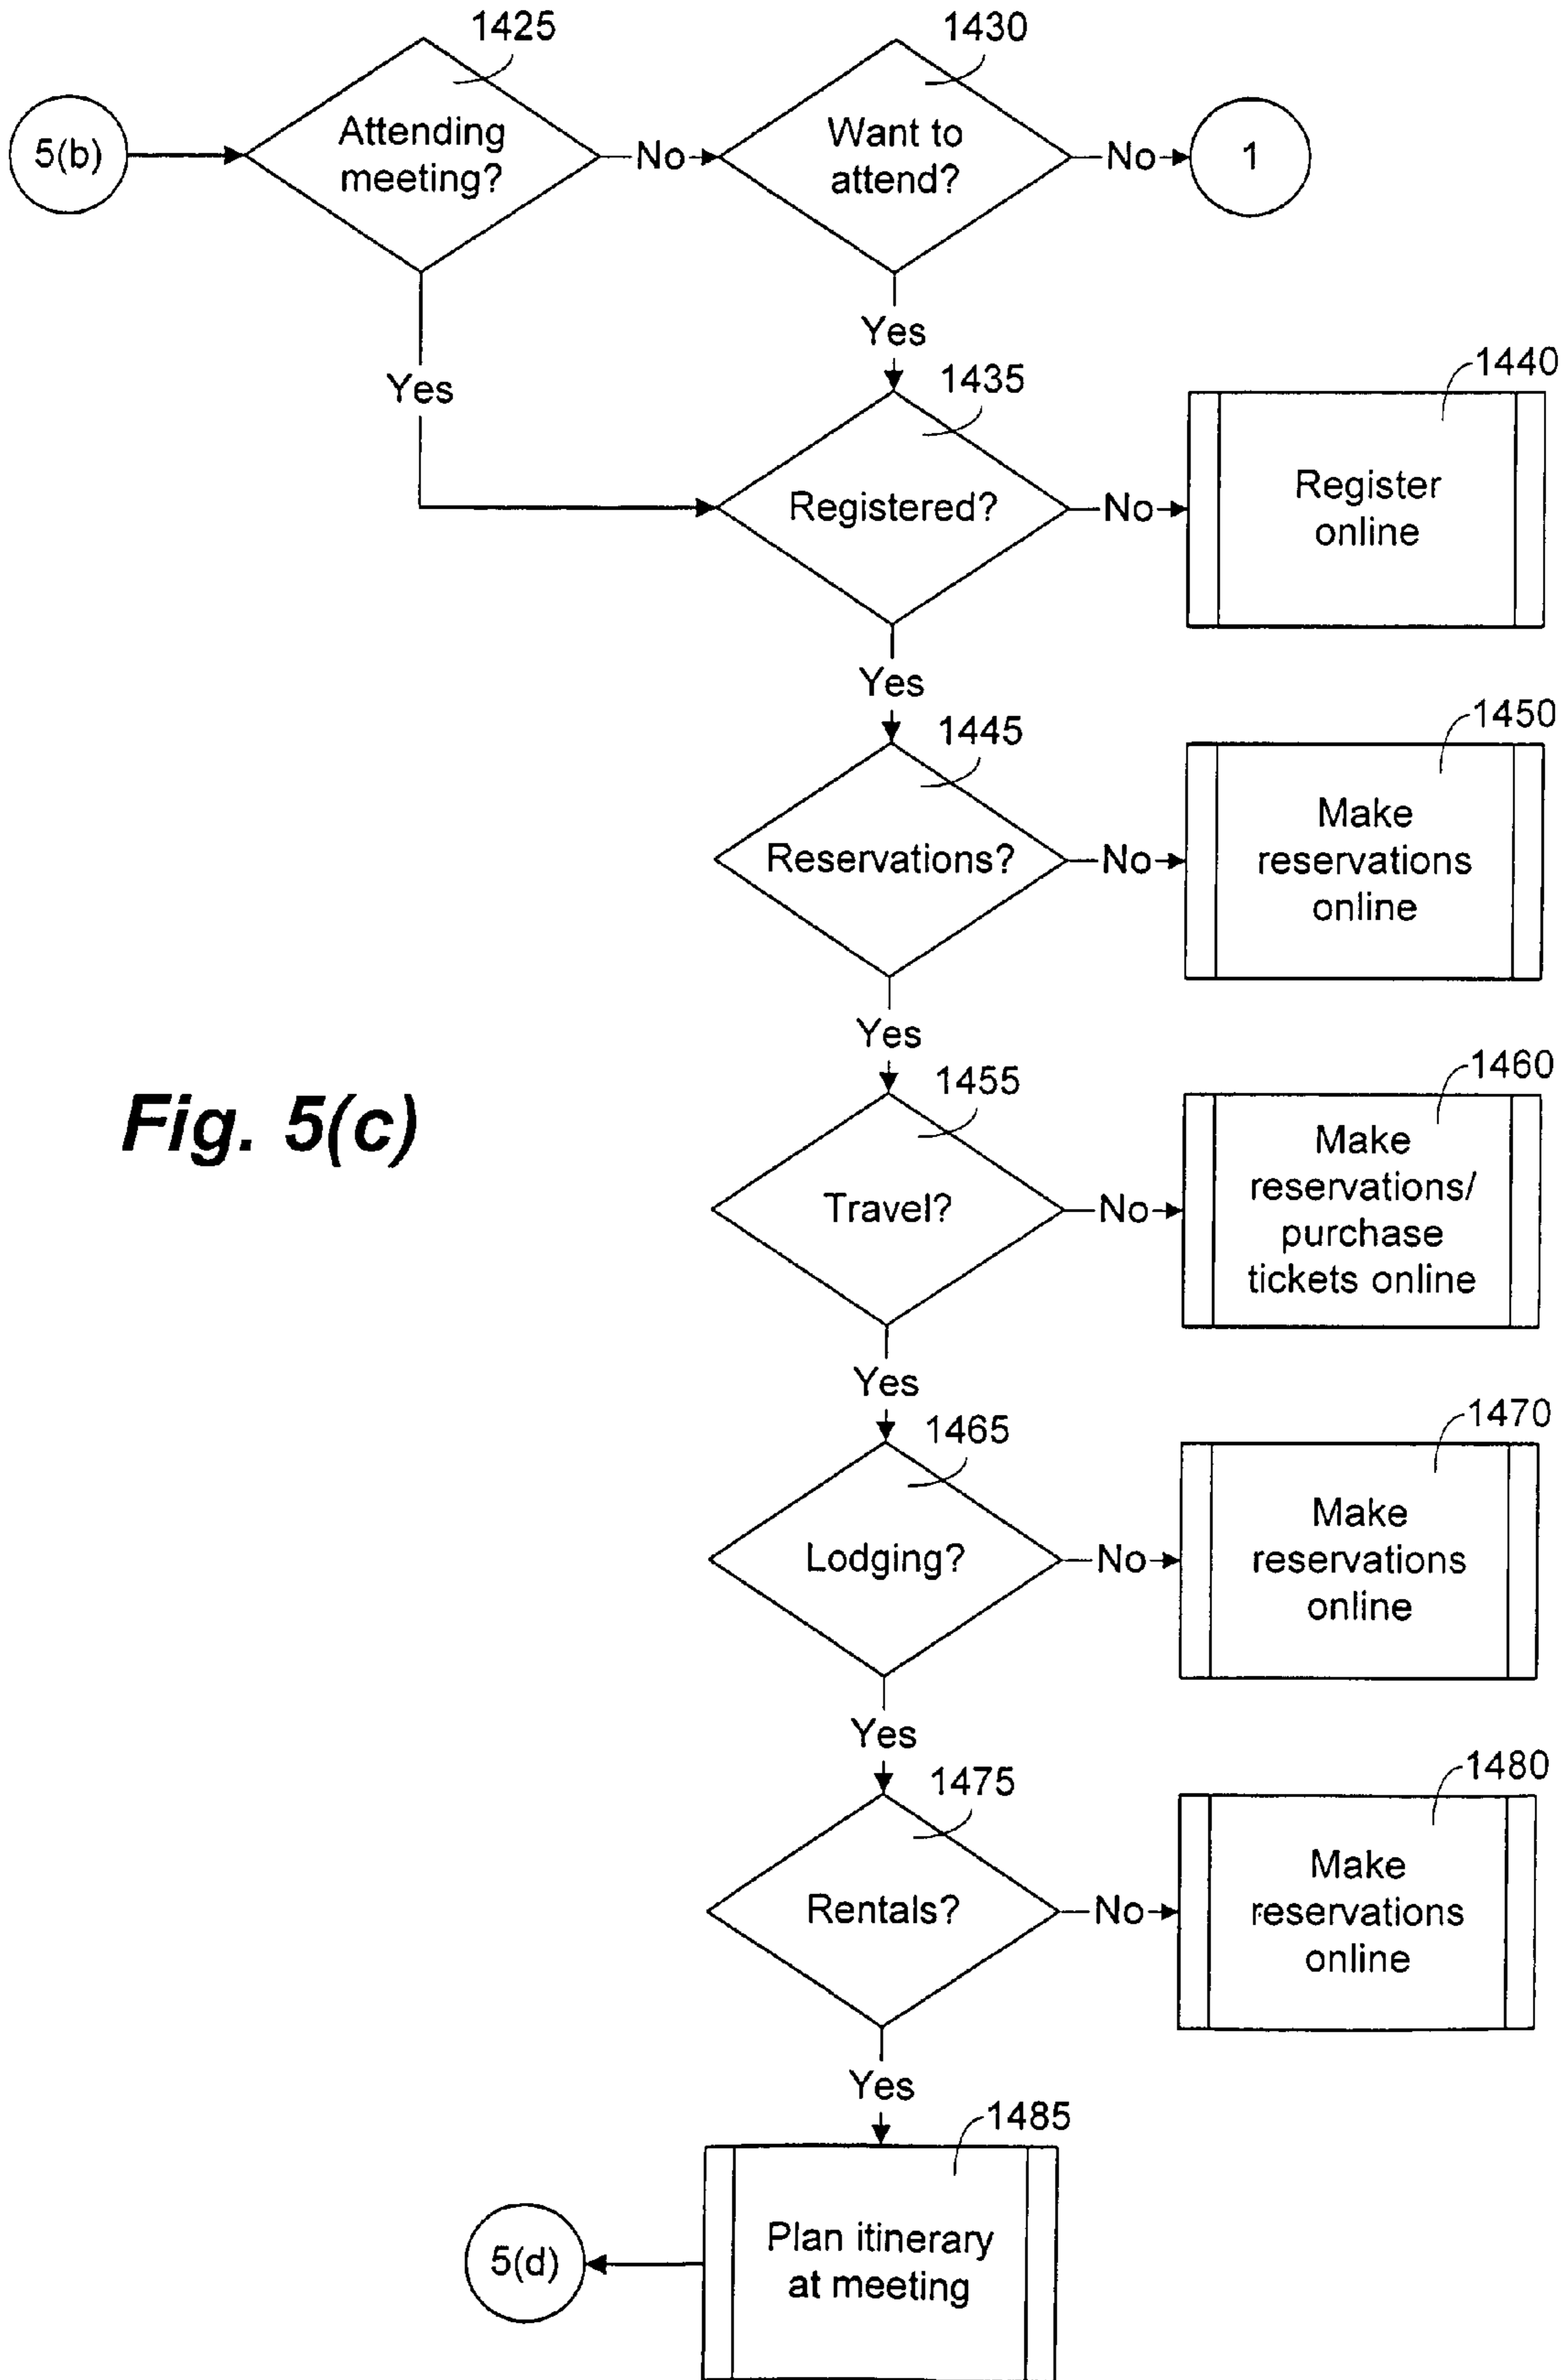 1425
1430
5(b)
Attending
meeting?
No
Want to
attend?
No
1
Yes
Yes
1435
1440
Registered?
No
Register
online
Yes
1445
1450
Reservations?
No
Make
reservations
online
Yes
Fig. 5(c)
1455
1460
Travel?
No
Make
reservations/
purchase
tickets online
Yes
1465
1470
Lodging?
No
Make
reservations
online
Yes
1475
1480
Rentals?
No
Make
reservations
online
Yes
1485
5(d)
Plan itinerary
at meeting